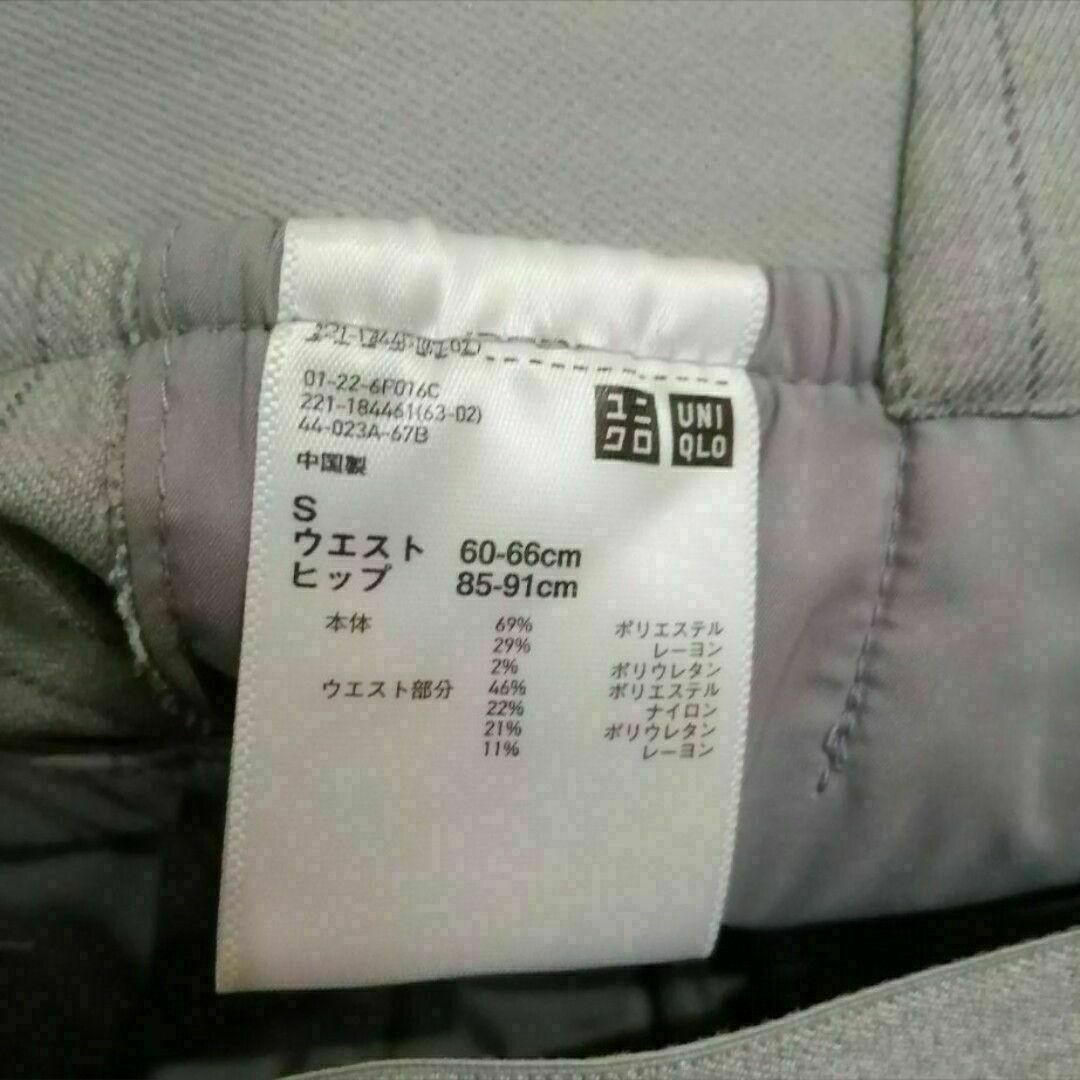 01-22-6F016C
221-184461(63-02)
44-023A-67B
中国製
ユニクロ
UNIQLO
S
ウエスト 60-66cm
ヒップ 85-91cm
本体 69% ポリエステル
29% レーヨン
2% ポリウレタン
ウエスト部分 46% ポリエステル
22% ナイロン
21% ポリウレタン
11% レーヨン